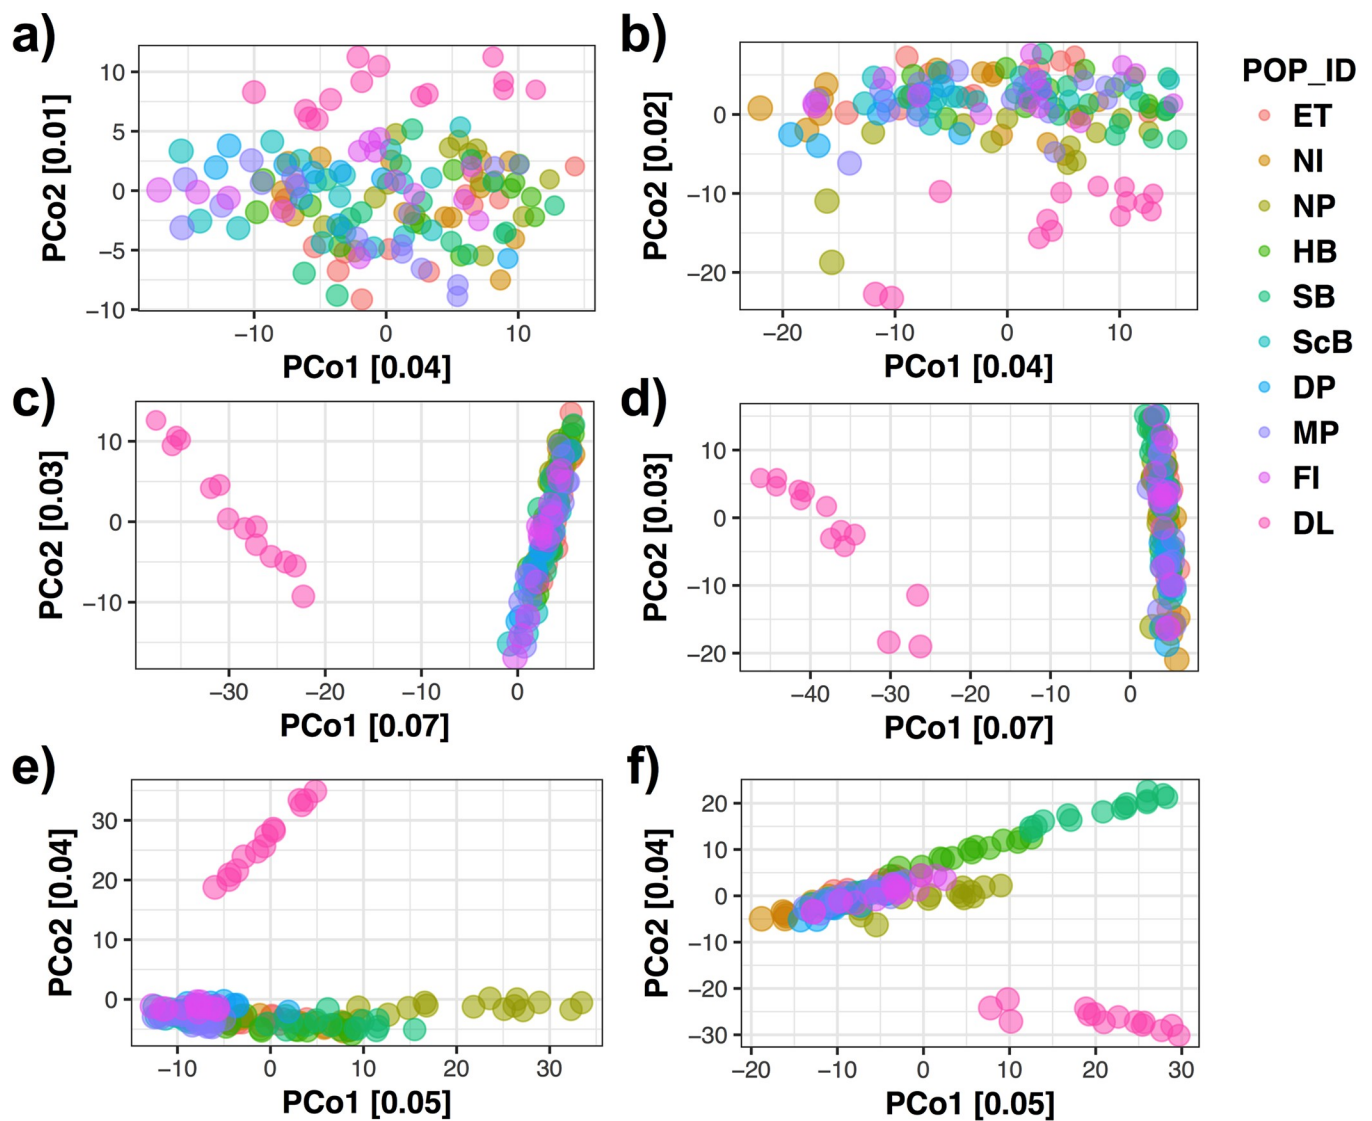 a)
PCo2 [0.01]
10
5
0
−5
−10
−10
0
10
PCo1 [0.04]
b)
PCo2 [0.02]
0
−10
−20
−20
−10
0
10
PCo1 [0.04]
POP_ID
ET
NI
NP
HB
SB
ScB
DP
MP
FI
DL
c)
PCo2 [0.03]
10
0
−10
−30
−20
−10
0
PCo1 [0.07]
d)
PCo2 [0.03]
10
0
−10
−20
−40
−30
−20
−10
0
PCo1 [0.07]
e)
PCo2 [0.04]
30
20
10
0
−10
0
10
20
30
PCo1 [0.05]
f)
PCo2 [0.04]
20
10
0
−10
−20
−30
−20
−10
0
10
20
30
PCo1 [0.05]